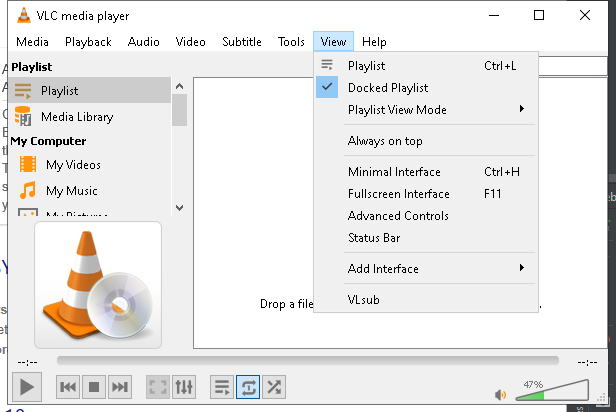 VLC media player
Media Playback Audio Video Subtitle Tools View Help
Playlist
Playlist
Media Library
My Computer
My Videos
My Music
My Pictures
Playlist Ctrl+L
Docked Playlist
Playlist View Mode
Always on top
Minimal Interface Ctrl+H
Fullscreen Interface F11
Advanced Controls
Status Bar
Add Interface
VLsub
Drop a file
--:-- --:--
47%